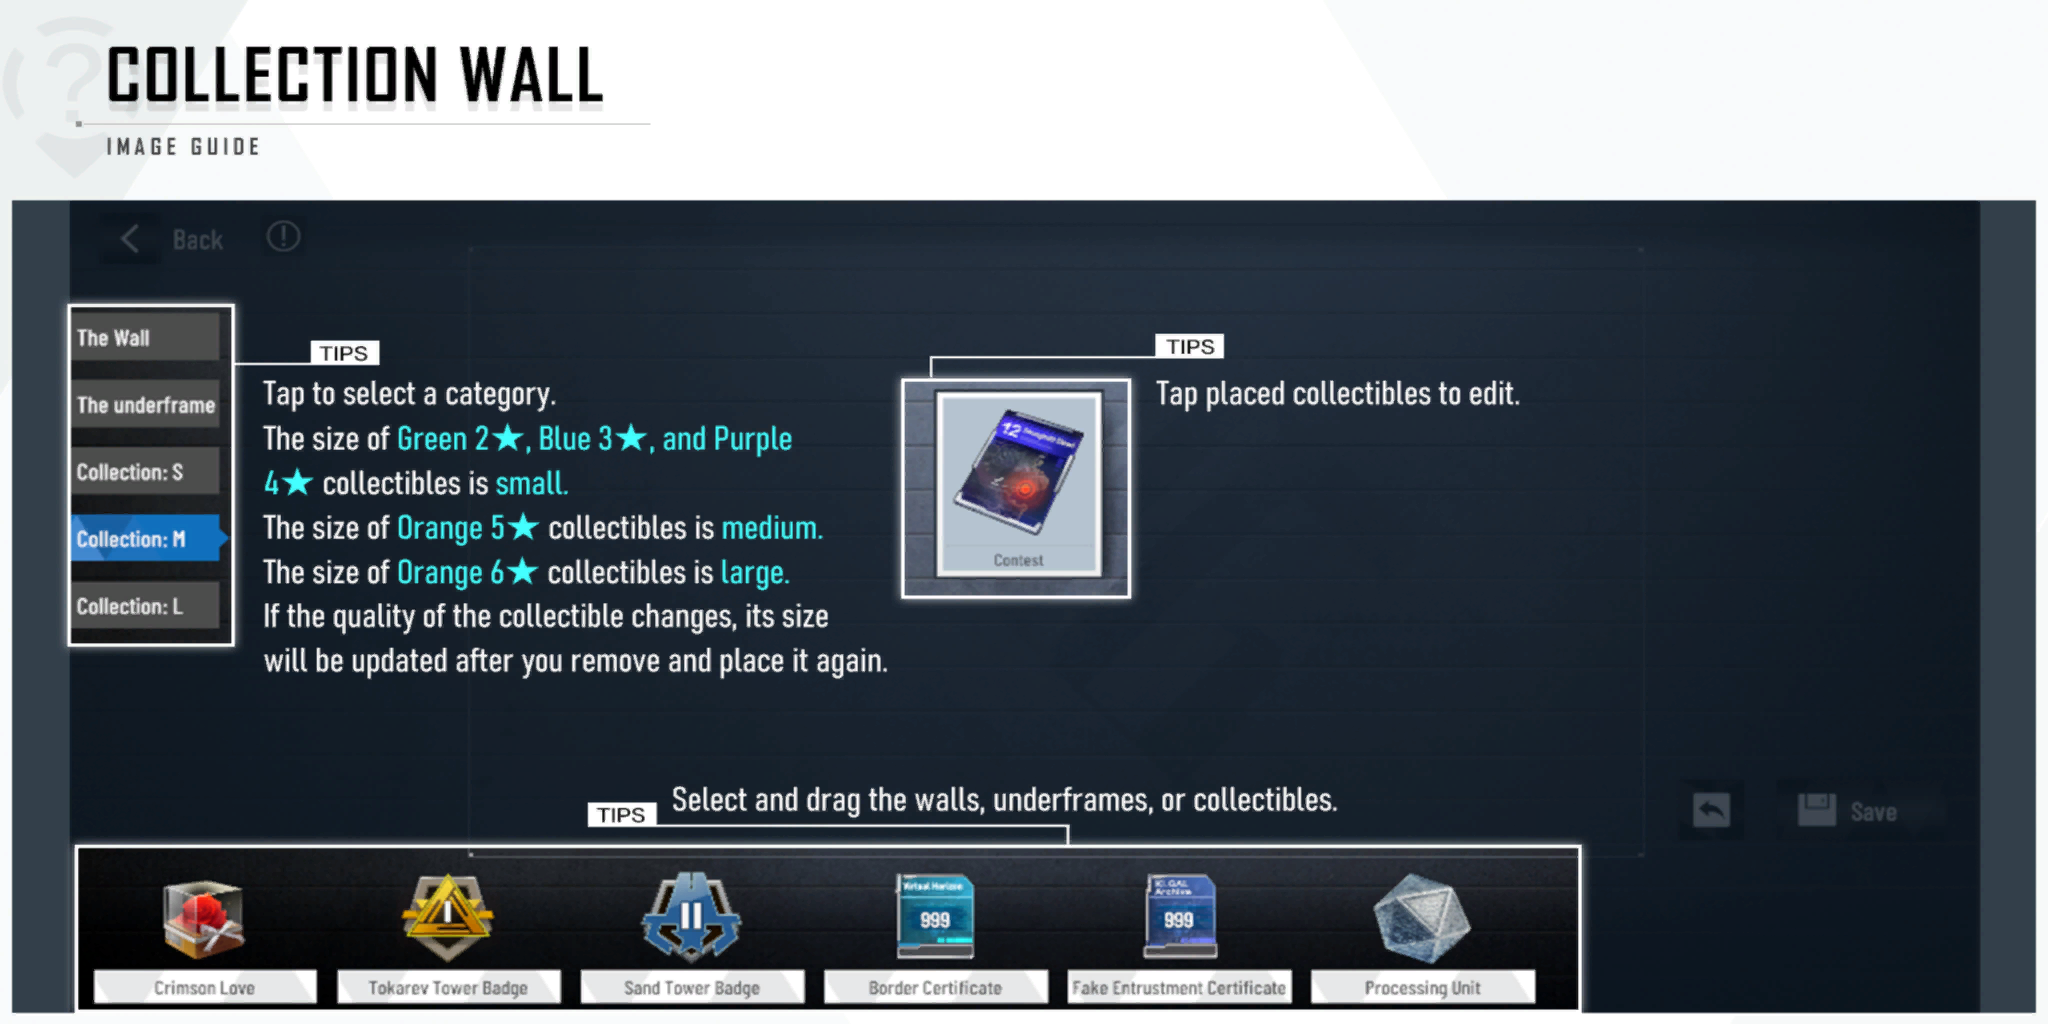 COLLECTION WALL
IMAGE GUIDE
Back
The Wall
The underframe
Collection: S
Collection: M
Collection: L
TIPS
Tap to select a category.
The size of Green 2★, Blue 3★, and Purple
4★ collectibles is small.
The size of Orange 5★ collectibles is medium.
The size of Orange 6★ collectibles is large.
If the quality of the collectible changes, its size
will be updated after you remove and place it again.
TIPS
Tap placed collectibles to edit.
12
Contest
TIPS
Select and drag the walls, underframes, or collectibles.
Save
Virtual Horizon
999
Archive
999
Crimson Love
Tokarev Tower Badge
Sand Tower Badge
Border Certificate
Fake Entrustment Certificate
Processing Unit